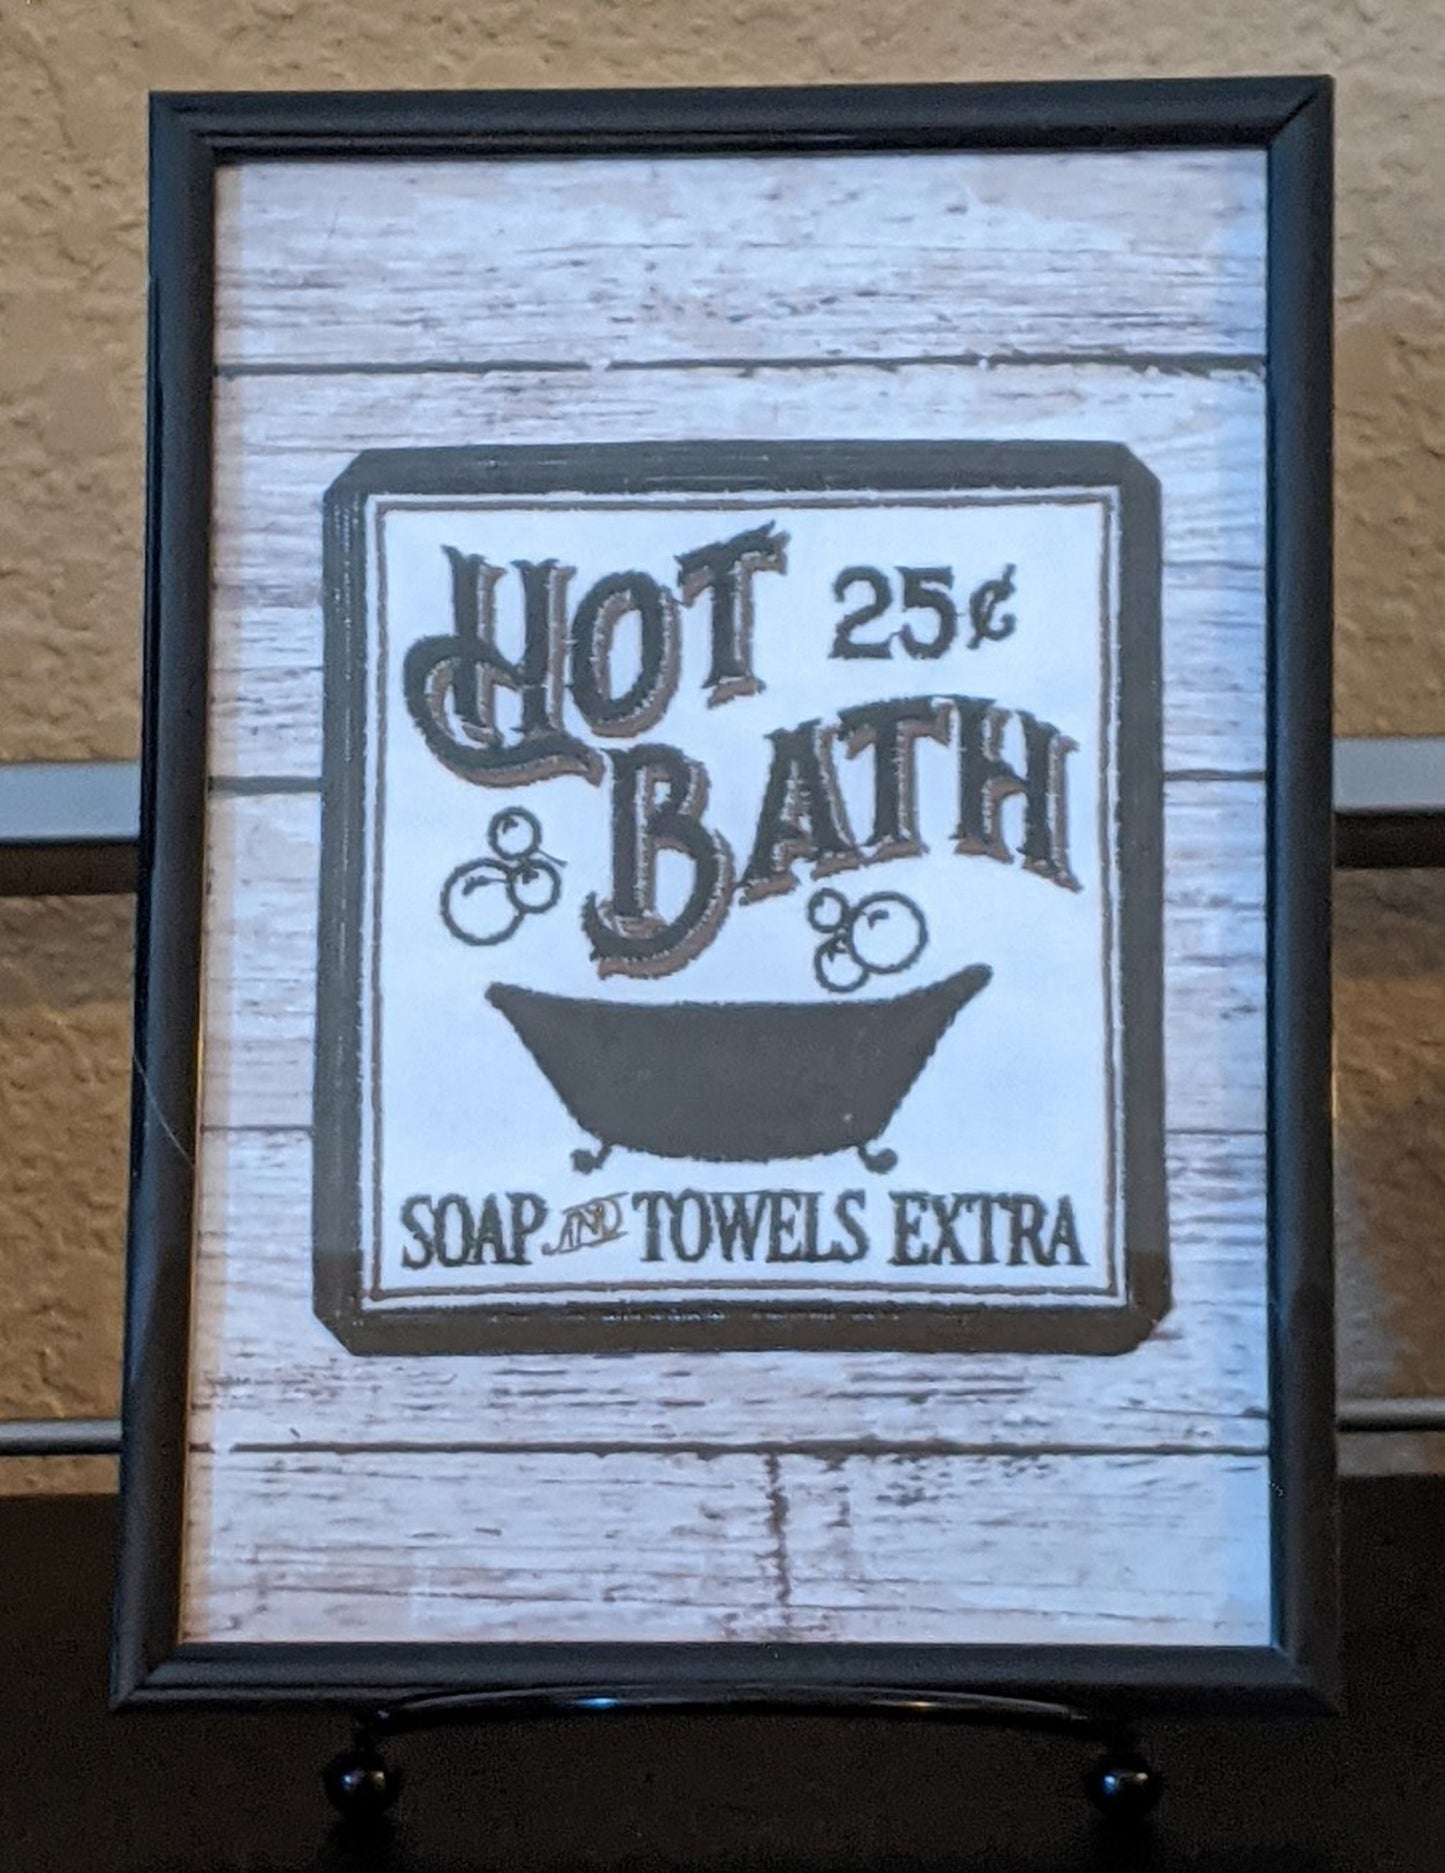 HOT 25¢
BATH
SOAP AND TOWELS EXTRA